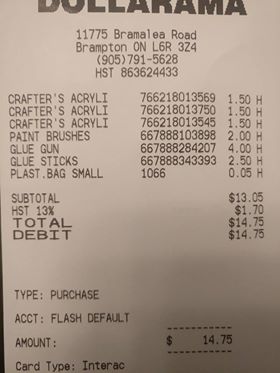 DOLLARAMA
11775 Bramalea Road
Brampton ON L6R 3Z4
(905)791-5628
HST 863624433
CRAFTER'S ACRYLI 766218013569 1.50 H
CRAFTER'S ACRYLI 766218013750 1.50 H
CRAFTER'S ACRYLI 766218013545 1.50 H
PAINT BRUSHES 667888103898 2.00 H
GLUE GUN 667888284207 4.00 H
GLUE STICKS 667888343393 2.50 H
PLAST.BAG SMALL 1066 0.05 H
SUBTOTAL $13.05
HST 13% $1.70
TOTAL $14.75
DEBIT $14.75
TYPE: PURCHASE
ACCT: FLASH DEFAULT
AMOUNT: $ 14.75
Card Type: Interac